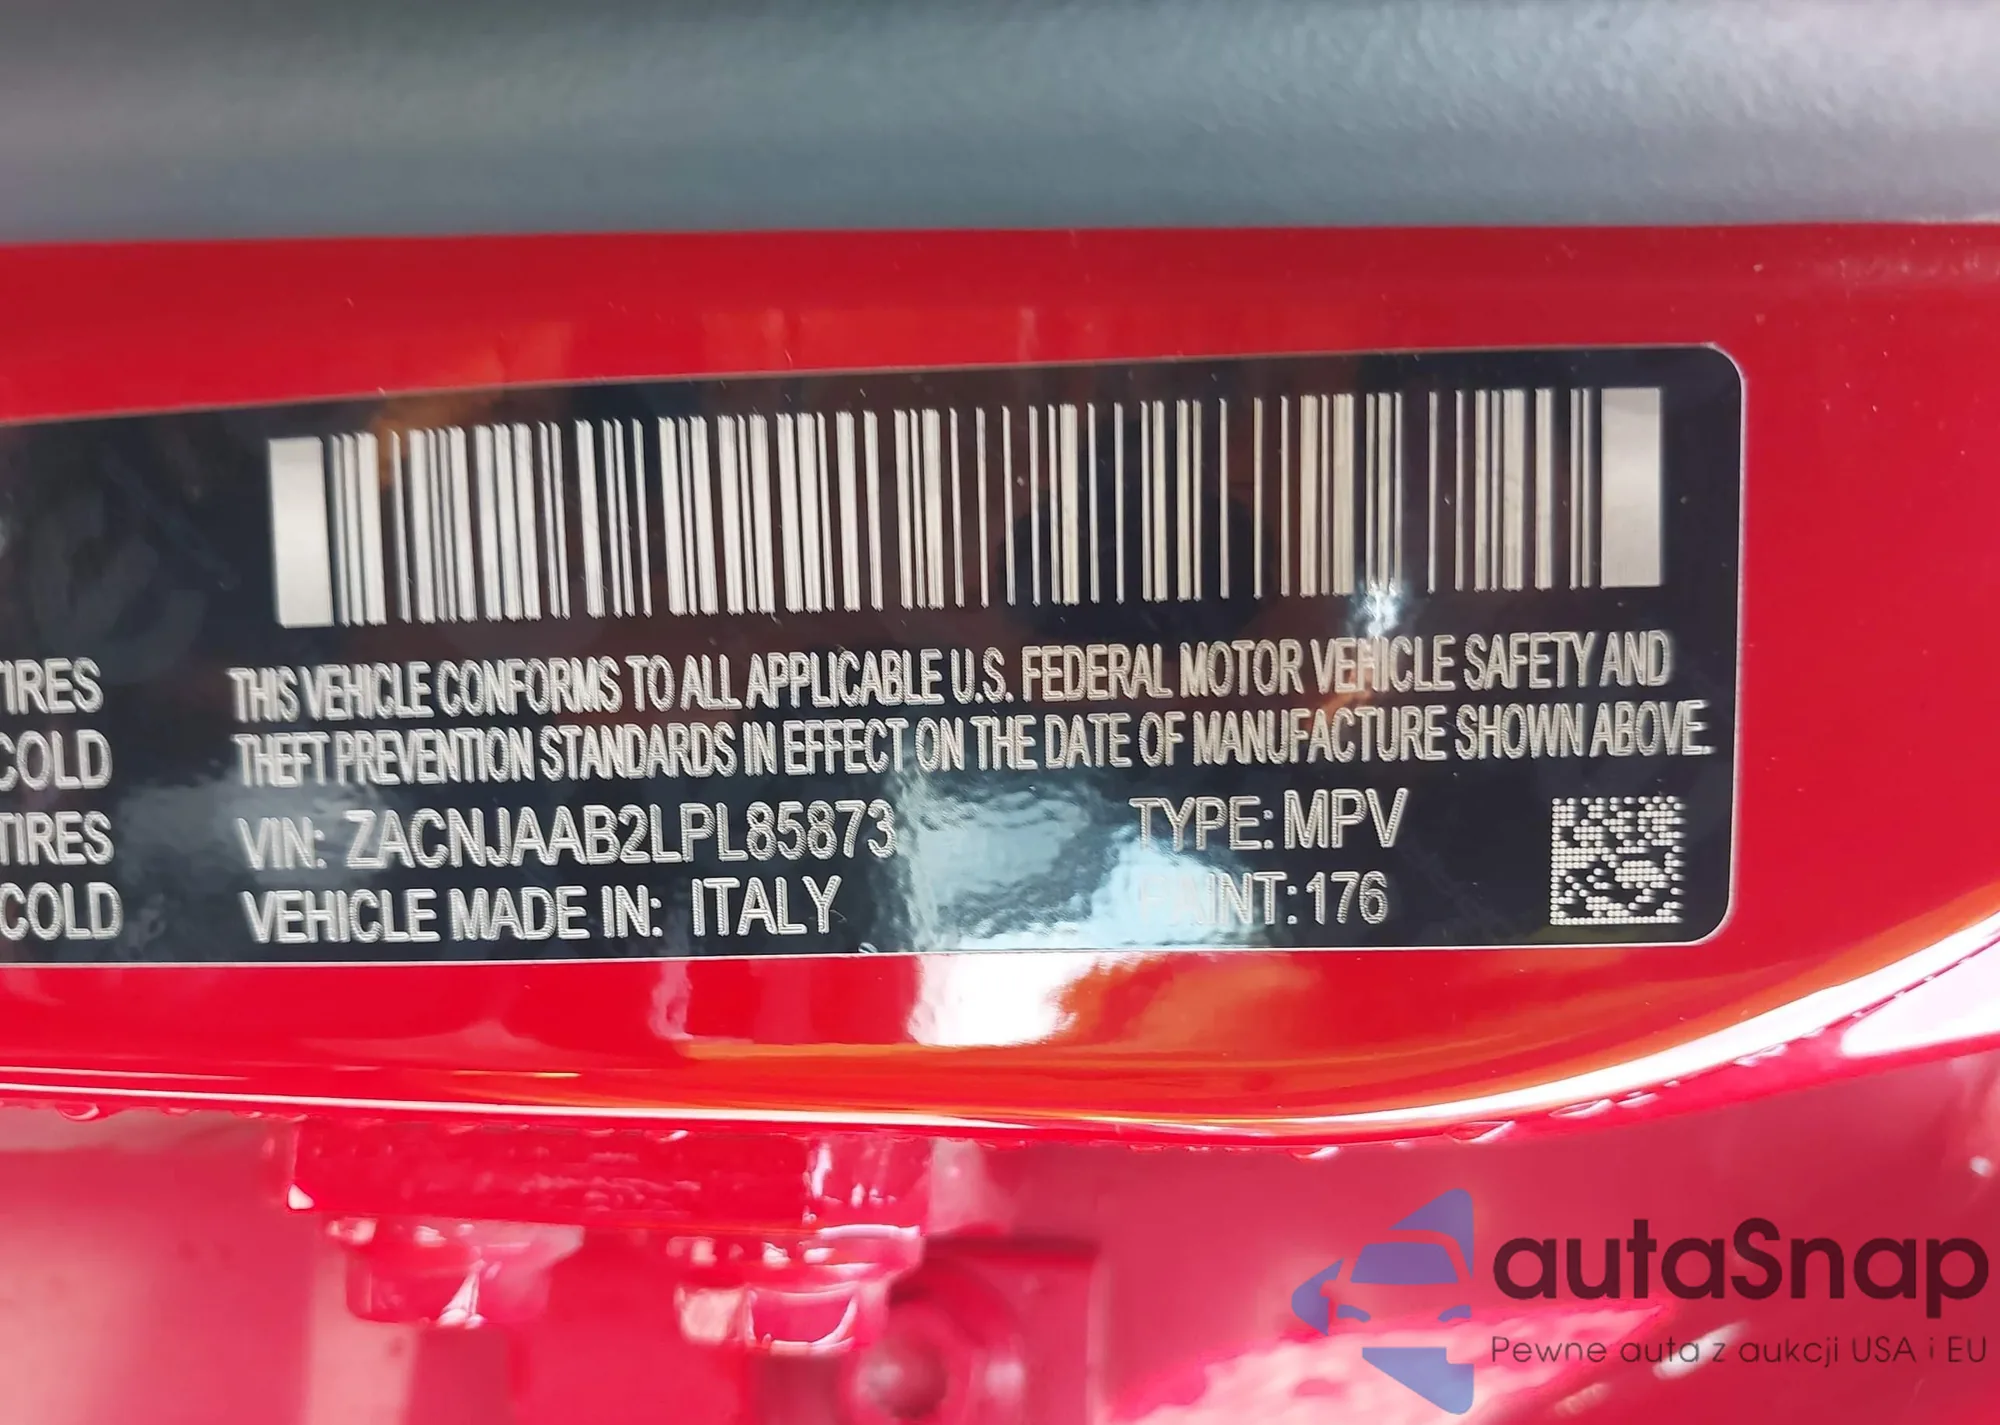 TIRES
COLD
TIRES
COLD
THIS VEHICLE CONFORMS TO ALL APPLICABLE U.S. FEDERAL MOTOR VEHICLE SAFETY AND
THEFT PREVENTION STANDARDS IN EFFECT ON THE DATE OF MANUFACTURE SHOWN ABOVE.
VIN: ZACNJAAB2LPL85873
TYPE: MPV
VEHICLE MADE IN: ITALY
PAINT: 176
autaSnap
Pewne auta z aukcji USA i EU